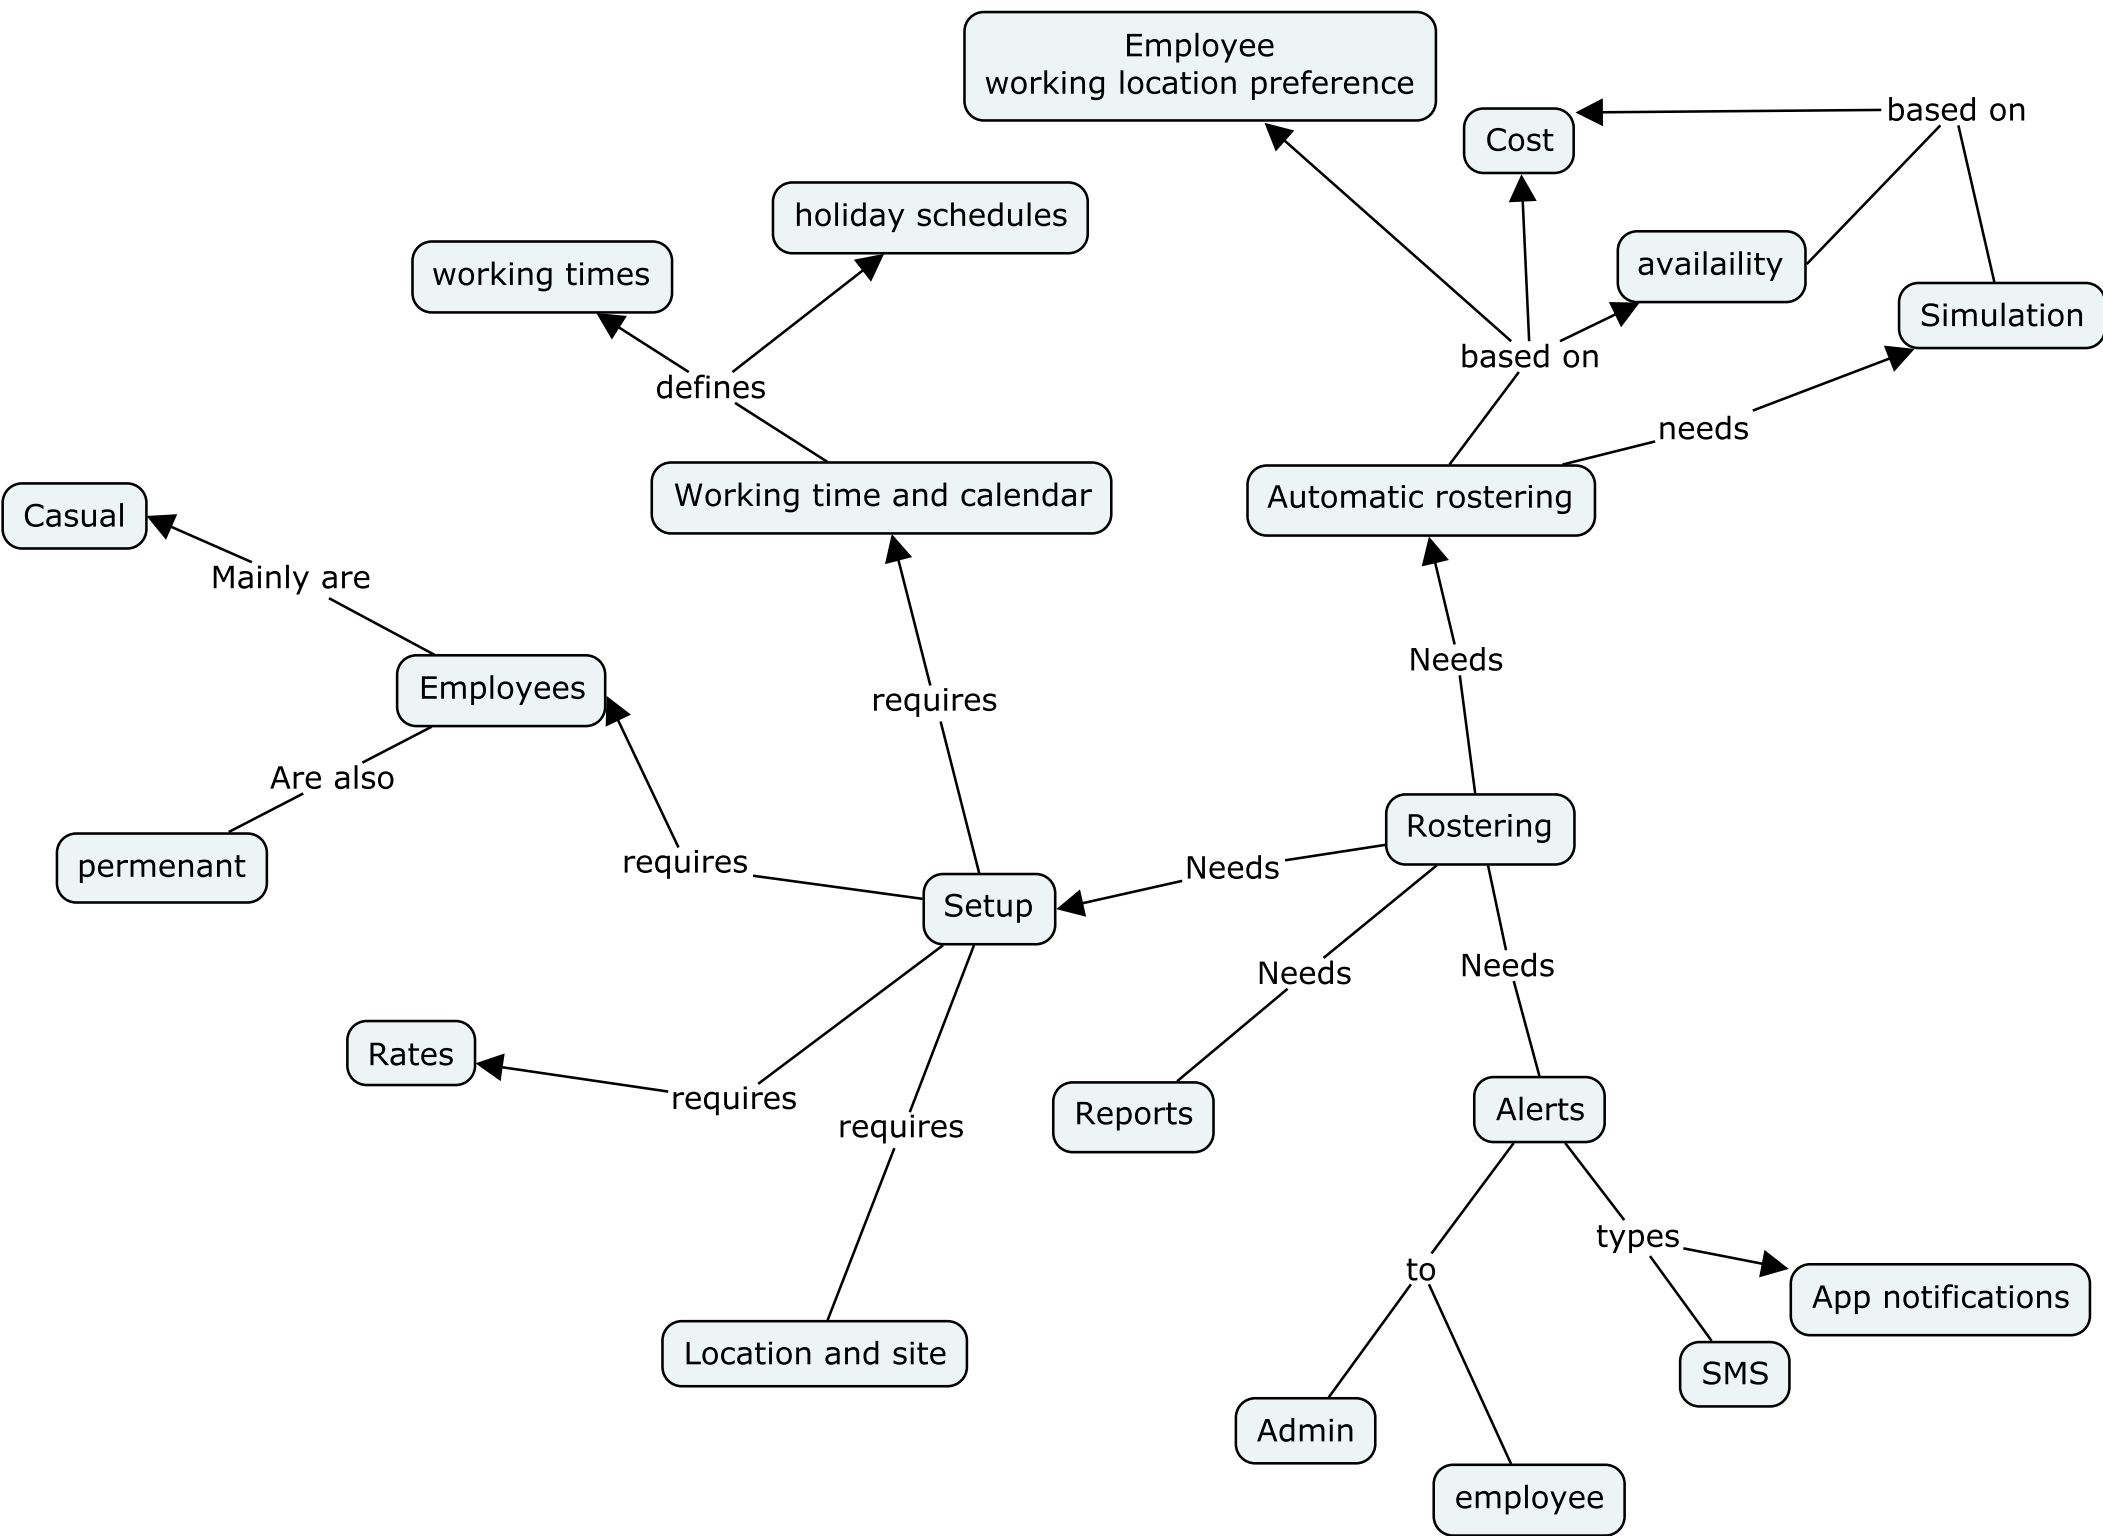 Employee
working location preference
Cost
based on
holiday schedules
working times
availaility
Simulation
based on
defines
needs
Working time and calendar
Automatic rostering
Casual
Mainly are
Needs
Employees
requires
Are also
Rostering
permenant
requires
Needs
Setup
Needs
Needs
Rates
requires
requires
Reports
Alerts
types
to
App notifications
Location and site
SMS
Admin
employee